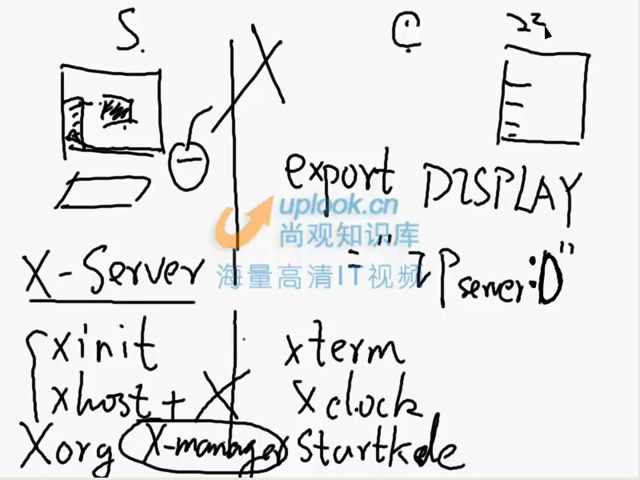 S.
X
C
23
export DISPLAY
uplook.cn
尚观知识库
="IPserver:0"
海量高清IT视频
X-Server
xinit
xterm
xhost + X
xclock
Xorg
X-manager
startkde